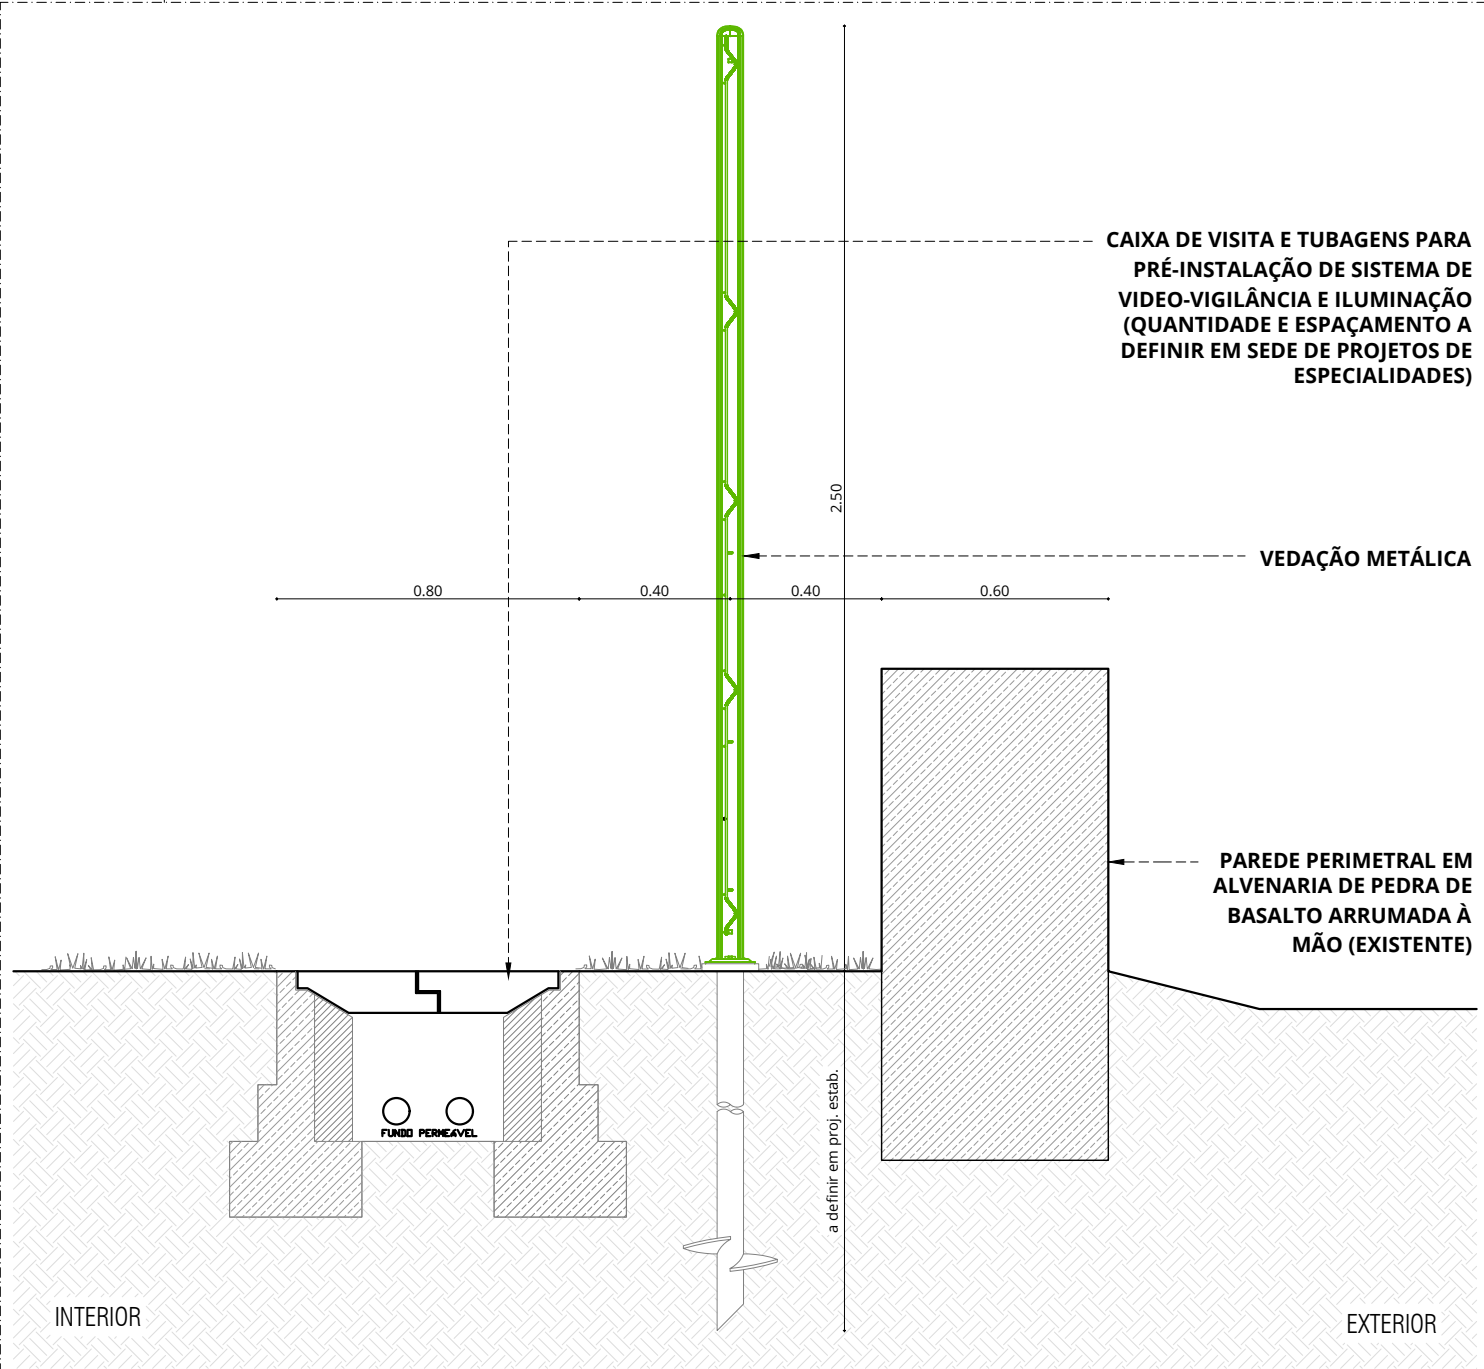 CAIXA DE VISITA E TUBAGENS PARA
PRÉ-INSTALAÇÃO DE SISTEMA DE
VIDEO-VIGILÂNCIA E ILUMINAÇÃO
(QUANTIDADE E ESPAÇAMENTO A
DEFINIR EM SEDE DE PROJETOS DE
ESPECIALIDADES)
2.50
VEDAÇÃO METÁLICA
0.80
0.40
0.40
0.60
PAREDE PERIMETRAL EM
ALVENARIA DE PEDRA DE
BASALTO ARRUMADA À
MÃO (EXISTENTE)
FUNDO PERMEAVEL
a definir em proj. estab.
INTERIOR
EXTERIOR